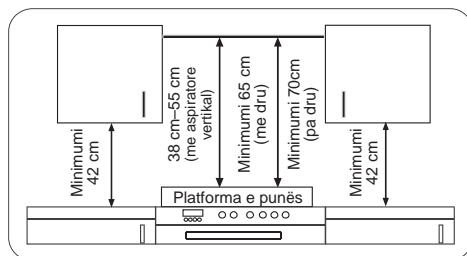 Minimumi
42 cm
38 cm–55 cm
(me aspiratore
vertikal)
Minimumi 65 cm
(me dru)
Minimumi 70cm
(pa dru)
Minimumi
42 cm
Platforma e punës